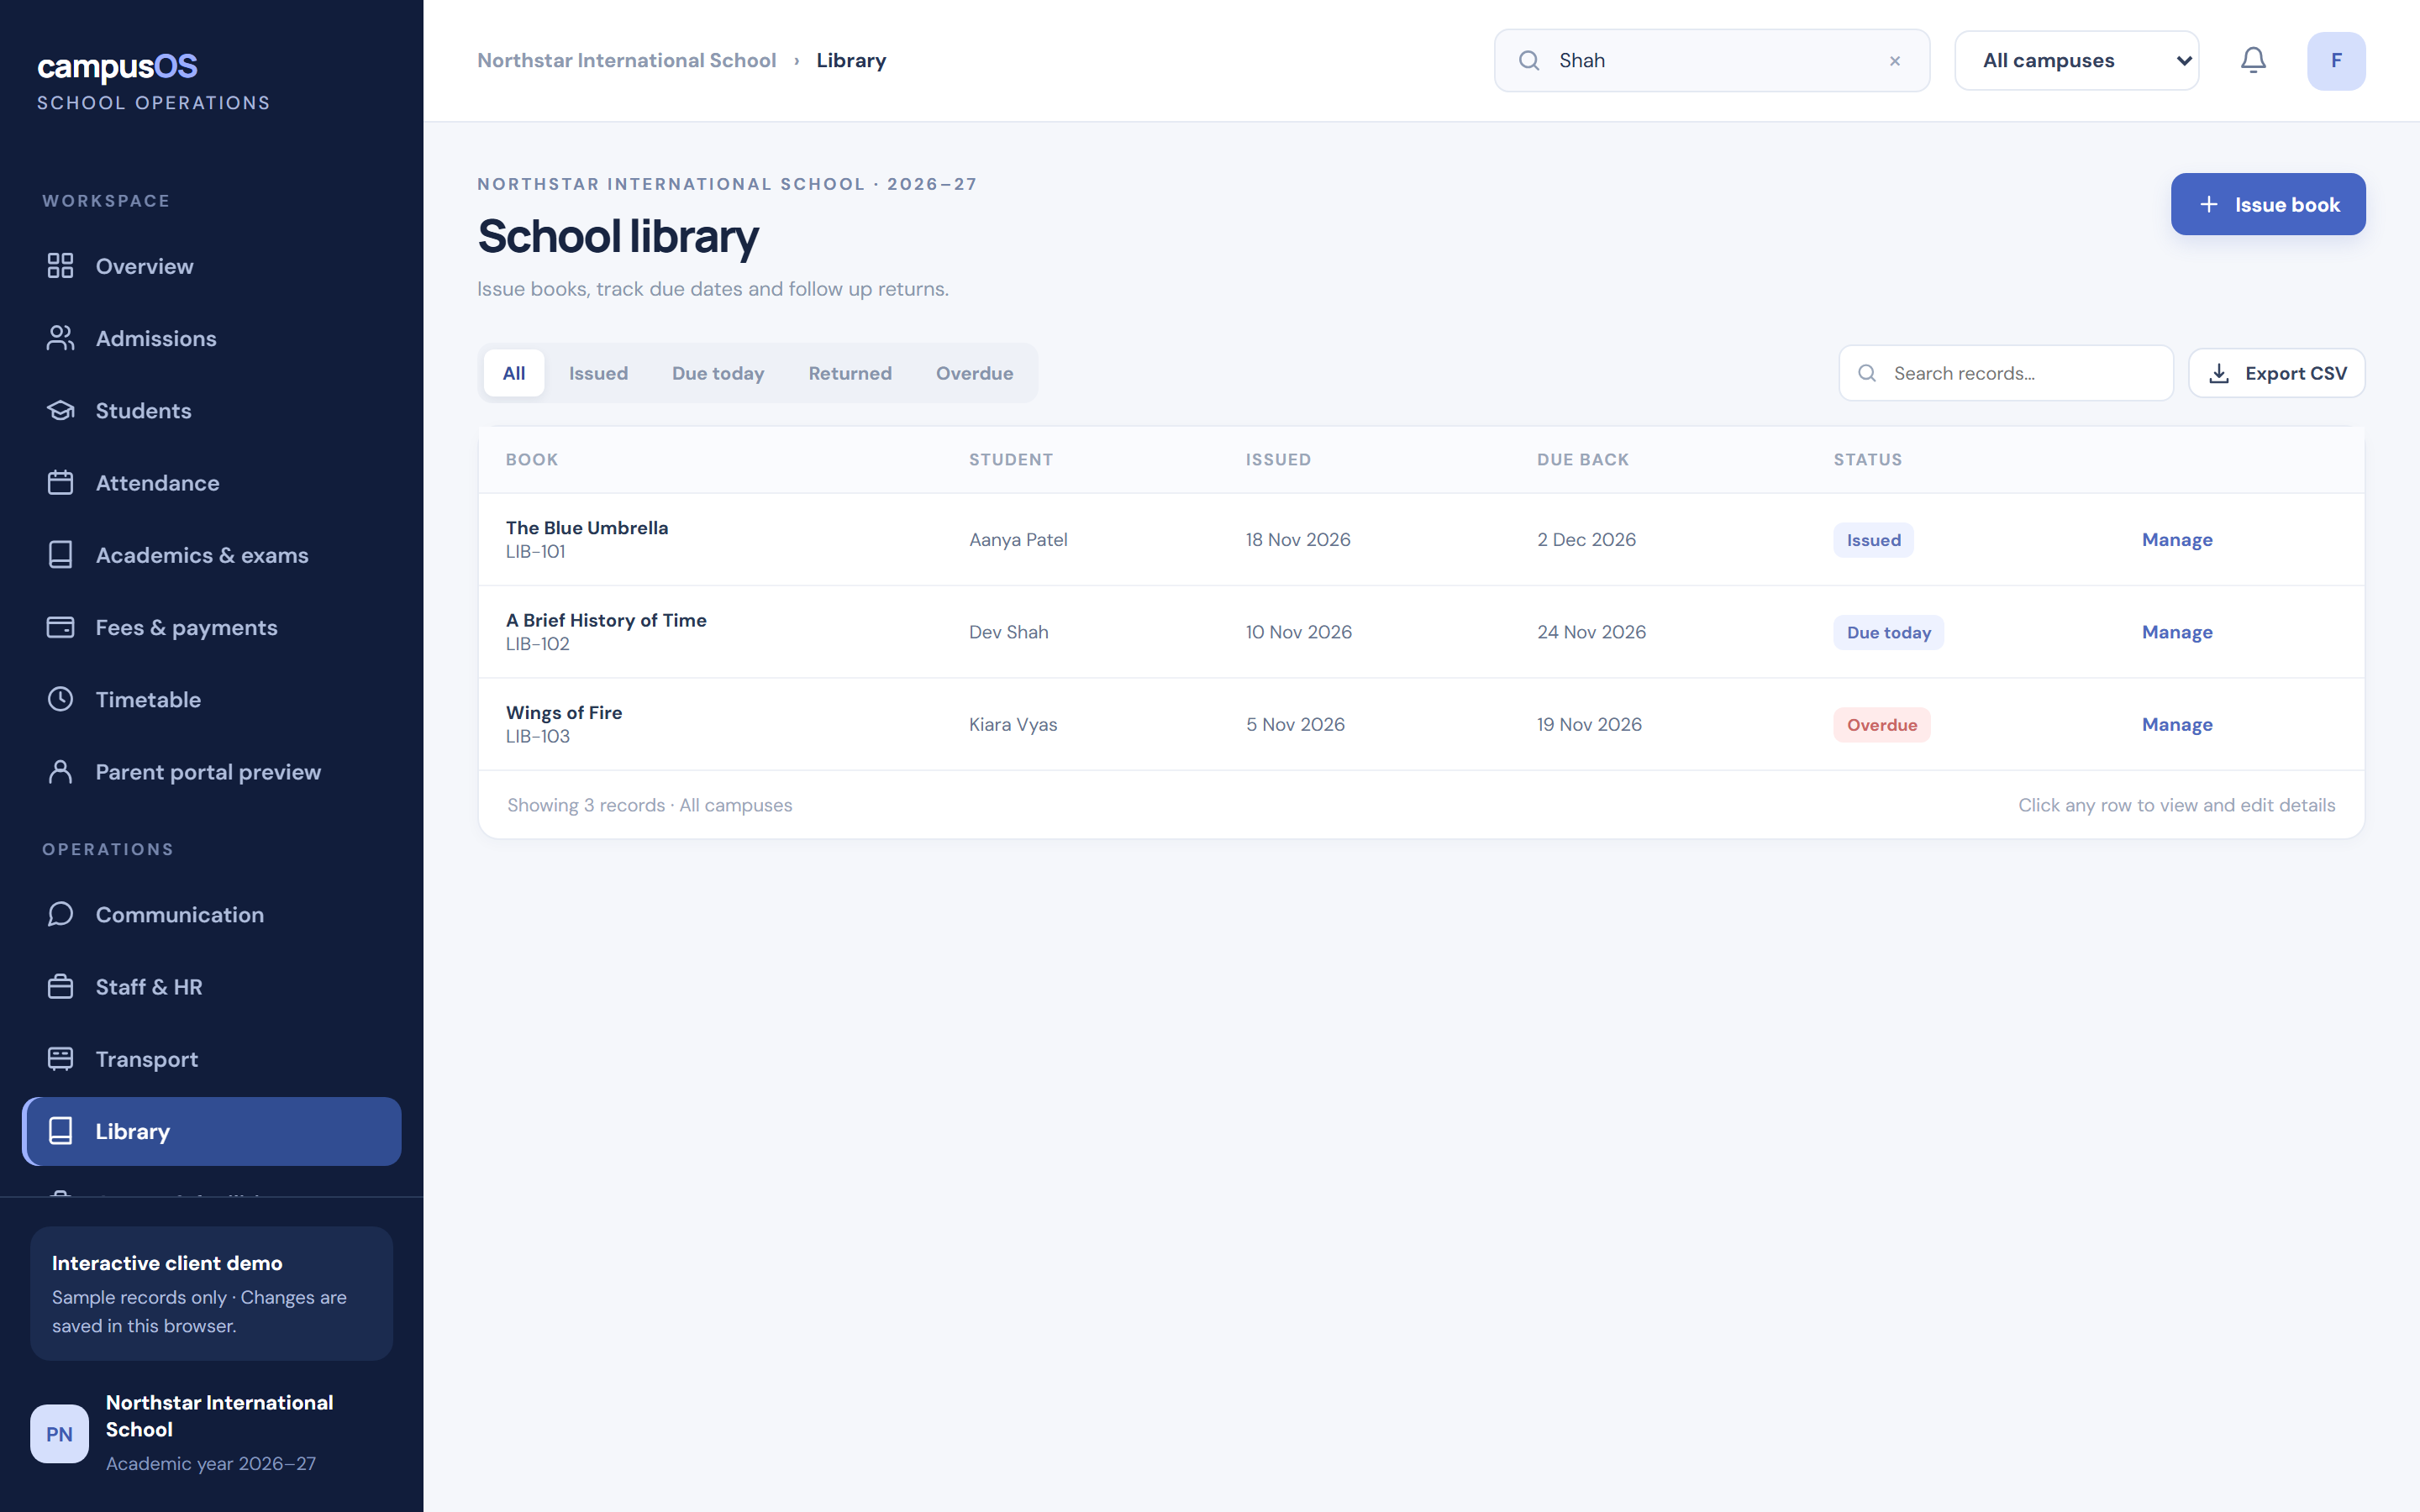 campusOS
SCHOOL OPERATIONS
WORKSPACE
Overview
Admissions
Students
Attendance
Academics & exams
Fees & payments
Timetable
Parent portal preview
OPERATIONS
Communication
Staff & HR
Transport
Library
Interactive client demo
Sample records only · Changes are
saved in this browser.
PN
Northstar International
School
Academic year 2026–27
Northstar International School › Library
Shah ×
All campuses
F
NORTHSTAR INTERNATIONAL SCHOOL · 2026–27
School library
Issue books, track due dates and follow up returns.
+ Issue book
All Issued Due today Returned Overdue
Search records...
Export CSV
BOOK STUDENT ISSUED DUE BACK STATUS
The Blue Umbrella
LIB-101
Aanya Patel 18 Nov 2026 2 Dec 2026 Issued Manage
A Brief History of Time
LIB-102
Dev Shah 10 Nov 2026 24 Nov 2026 Due today Manage
Wings of Fire
LIB-103
Kiara Vyas 5 Nov 2026 19 Nov 2026 Overdue Manage
Showing 3 records · All campuses
Click any row to view and edit details